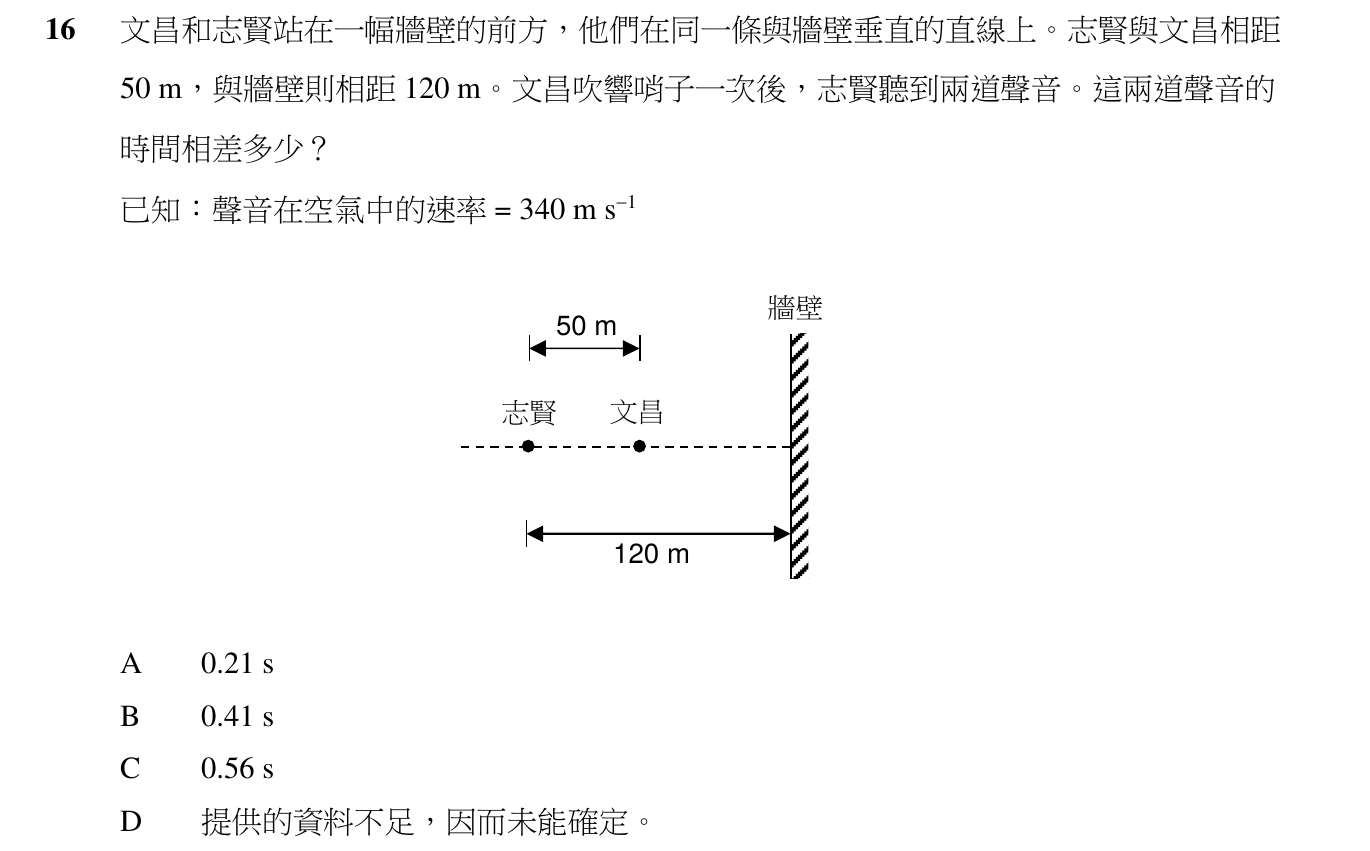 16 文昌和志賢站在一幅牆壁的前方，他們在同一條與牆壁垂直的直線上。志賢與文昌相距
50 m，與牆壁則相距 120 m。文昌吹響哨子一次後，志賢聽到兩道聲音。這兩道聲音的
時間相差多少？
已知：聲音在空氣中的速率 = 340 m s⁻¹
牆壁
50 m
志賢 文昌
120 m
A 0.21 s
B 0.41 s
C 0.56 s
D 提供的資料不足，因而未能確定。